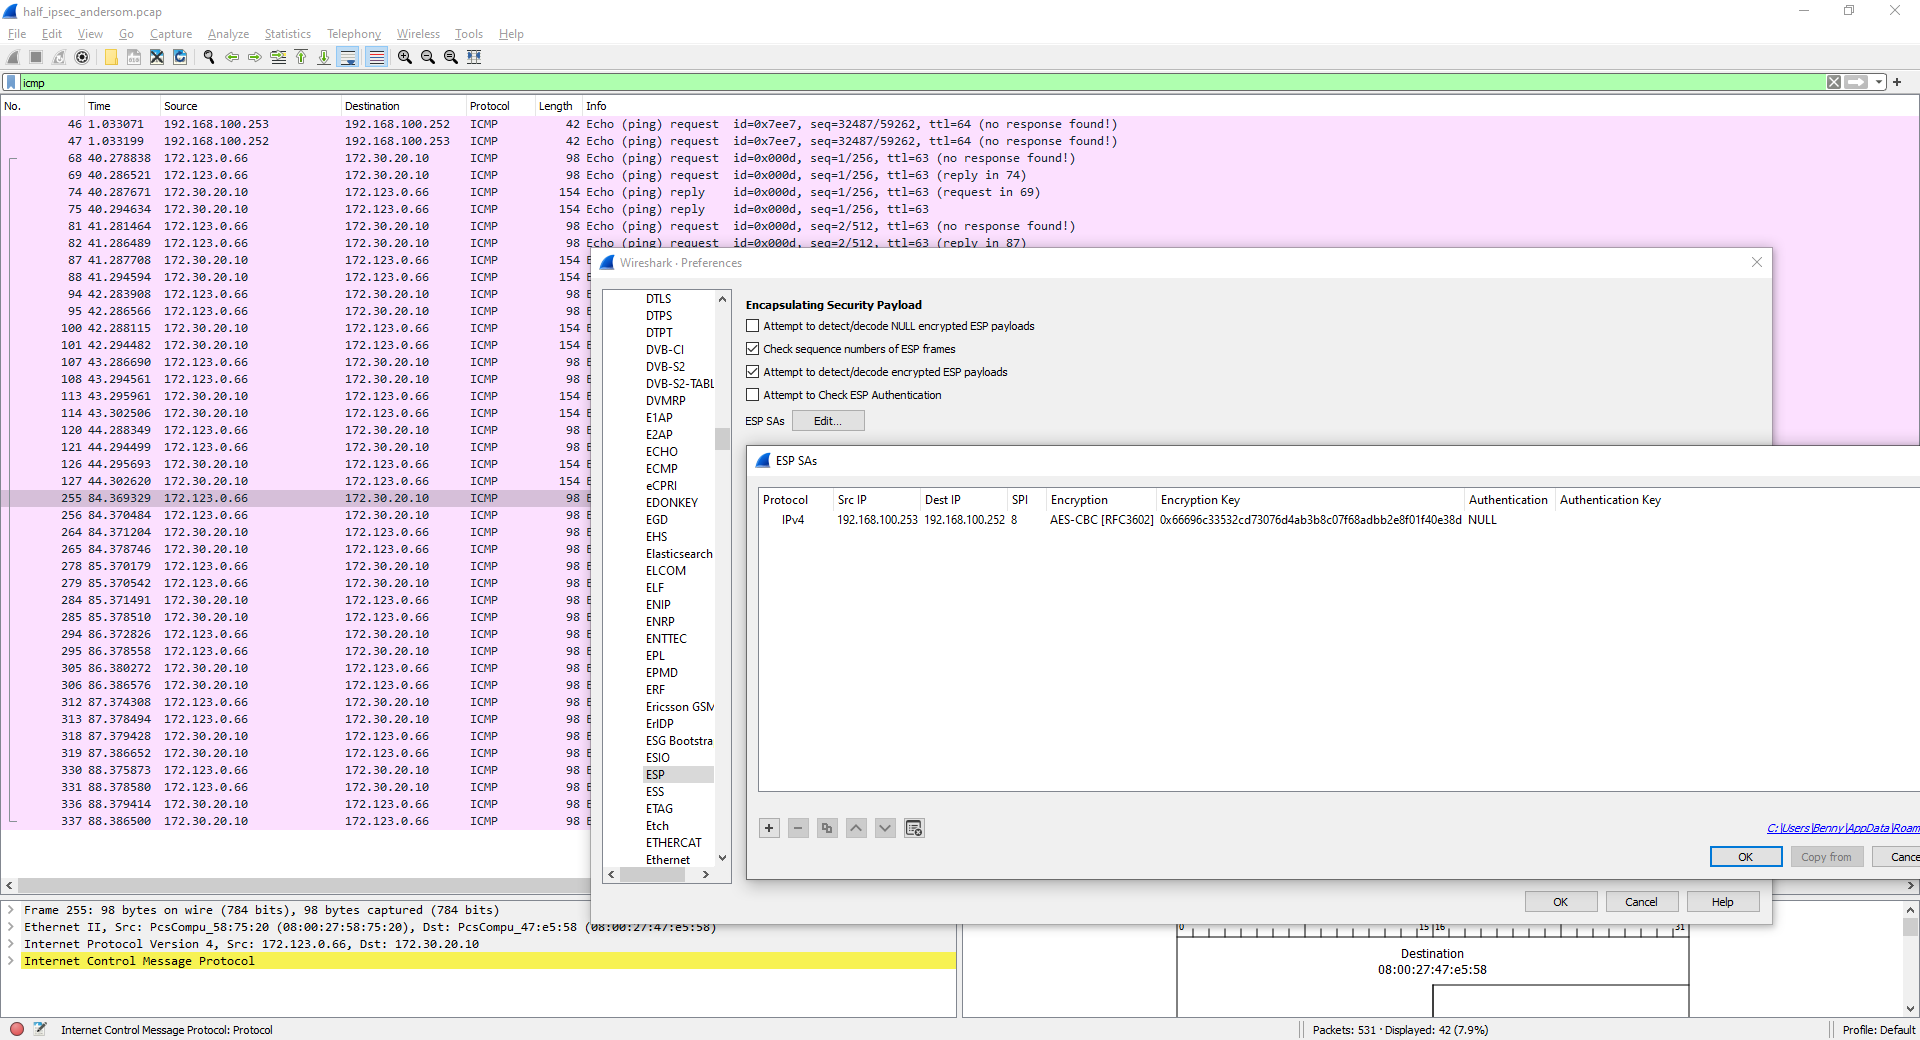 half_ipsec_andersom.pcap
File Edit View Go Capture Analyze Statistics Telephony Wireless Tools Help
icmp
No. Time Source Destination Protocol Length Info
46 1.033071 192.168.100.253 192.168.100.252 ICMP 42 Echo (ping) request id=0x7ee7, seq=32487/59262, ttl=64 (no response found!)
47 1.033199 192.168.100.252 192.168.100.253 ICMP 42 Echo (ping) request id=0x7ee7, seq=32487/59262, ttl=64 (no response found!)
68 40.278838 172.123.0.66 172.30.20.10 ICMP 98 Echo (ping) request id=0x000d, seq=1/256, ttl=63 (no response found!)
69 40.286521 172.123.0.66 172.30.20.10 ICMP 98 Echo (ping) request id=0x000d, seq=1/256, ttl=63 (reply in 74)
74 40.287671 172.30.20.10 172.123.0.66 ICMP 154 Echo (ping) reply id=0x000d, seq=1/256, ttl=63 (request in 69)
75 40.294634 172.30.20.10 172.123.0.66 ICMP 154 Echo (ping) reply id=0x000d, seq=1/256, ttl=63
81 41.281464 172.123.0.66 172.30.20.10 ICMP 98 Echo (ping) request id=0x000d, seq=2/512, ttl=63 (no response found!)
82 41.286489 172.123.0.66 172.30.20.10 ICMP 98 Echo (ping) request id=0x000d, seq=2/512, ttl=63 (reply in 87)
87 41.287708 172.30.20.10 172.123.0.66 ICMP 154
88 41.294594 172.30.20.10 172.123.0.66 ICMP 154
94 42.283908 172.123.0.66 172.30.20.10 ICMP 98
95 42.286566 172.123.0.66 172.30.20.10 ICMP 98
100 42.288115 172.30.20.10 172.123.0.66 ICMP 154
101 42.294482 172.30.20.10 172.123.0.66 ICMP 154
107 43.286690 172.123.0.66 172.30.20.10 ICMP 98
108 43.294561 172.123.0.66 172.30.20.10 ICMP 98
113 43.295961 172.30.20.10 172.123.0.66 ICMP 154
114 43.302506 172.30.20.10 172.123.0.66 ICMP 154
120 44.288349 172.123.0.66 172.30.20.10 ICMP 98
121 44.294499 172.123.0.66 172.30.20.10 ICMP 98
126 44.295693 172.30.20.10 172.123.0.66 ICMP 154
127 44.302620 172.30.20.10 172.123.0.66 ICMP 154
255 84.369329 172.123.0.66 172.30.20.10 ICMP 98
256 84.370484 172.123.0.66 172.30.20.10 ICMP 98
264 84.371204 172.30.20.10 172.123.0.66 ICMP 98
265 84.378746 172.30.20.10 172.123.0.66 ICMP 98
278 85.370179 172.123.0.66 172.30.20.10 ICMP 98
279 85.370542 172.123.0.66 172.30.20.10 ICMP 98
284 85.371491 172.30.20.10 172.123.0.66 ICMP 98
285 85.378510 172.30.20.10 172.123.0.66 ICMP 98
294 86.372826 172.123.0.66 172.30.20.10 ICMP 98
295 86.378558 172.123.0.66 172.30.20.10 ICMP 98
305 86.380272 172.30.20.10 172.123.0.66 ICMP 98
306 86.386576 172.30.20.10 172.123.0.66 ICMP 98
312 87.374308 172.123.0.66 172.30.20.10 ICMP 98
313 87.378494 172.123.0.66 172.30.20.10 ICMP 98
318 87.379428 172.30.20.10 172.123.0.66 ICMP 98
319 87.386652 172.30.20.10 172.123.0.66 ICMP 98
330 88.375873 172.123.0.66 172.30.20.10 ICMP 98
331 88.378580 172.123.0.66 172.30.20.10 ICMP 98
336 88.379414 172.30.20.10 172.123.0.66 ICMP 98
337 88.386500 172.30.20.10 172.123.0.66 ICMP 98
Wireshark · Preferences
DTLS
DTPS
DTPT
DVB-CI
DVB-S2
DVB-S2-TABL
DVMRP
E1AP
E2AP
ECHO
ECMP
eCPRI
EDONKEY
EGD
EHS
Elasticsearch
ELCOM
ELF
ENIP
ENRP
ENTTEC
EPL
EPMD
ERF
Ericsson GSM
ErlDP
ESG Bootstra
ESIO
ESP
ESS
ETAG
Etch
ETHERCAT
Ethernet
Encapsulating Security Payload
Attempt to detect/decode NULL encrypted ESP payloads
Check sequence numbers of ESP frames
Attempt to detect/decode encrypted ESP payloads
Attempt to Check ESP Authentication
ESP SAs Edit...
ESP SAs
Protocol Src IP Dest IP SPI Encryption Encryption Key Authentication Authentication Key
IPv4 192.168.100.253 192.168.100.252 8 AES-CBC [RFC3602] 0x66696c33532cd73076d4ab3b8c07f68adbb2e8f01f40e38d NULL
C:\Users\Benny\AppData\Roam
OK Copy from Cance
OK Cancel Help
Frame 255: 98 bytes on wire (784 bits), 98 bytes captured (784 bits)
Ethernet II, Src: PcsCompu_58:75:20 (08:00:27:58:75:20), Dst: PcsCompu_47:e5:58 (08:00:27:47:e5:58)
Internet Protocol Version 4, Src: 172.123.0.66, Dst: 172.30.20.10
Internet Control Message Protocol
0 15 16 31
Destination
08:00:27:47:e5:58
Internet Control Message Protocol: Protocol
Packets: 531 · Displayed: 42 (7.9%)
Profile: Default